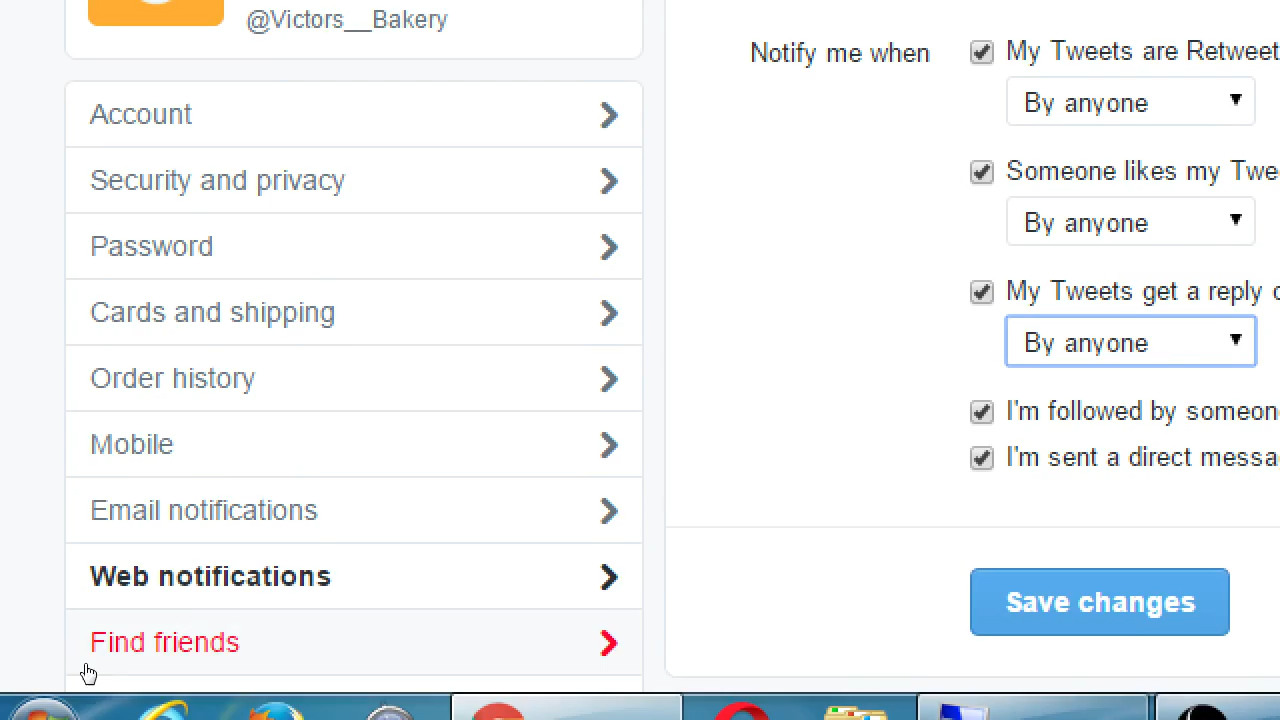 @Victors__Bakery
Account
Security and privacy
Password
Cards and shipping
Order history
Mobile
Email notifications
Web notifications
Find friends
Notify me when
My Tweets are Retweet
By anyone
Someone likes my Twe
By anyone
My Tweets get a reply
By anyone
I'm followed by someon
I'm sent a direct messa
Save changes